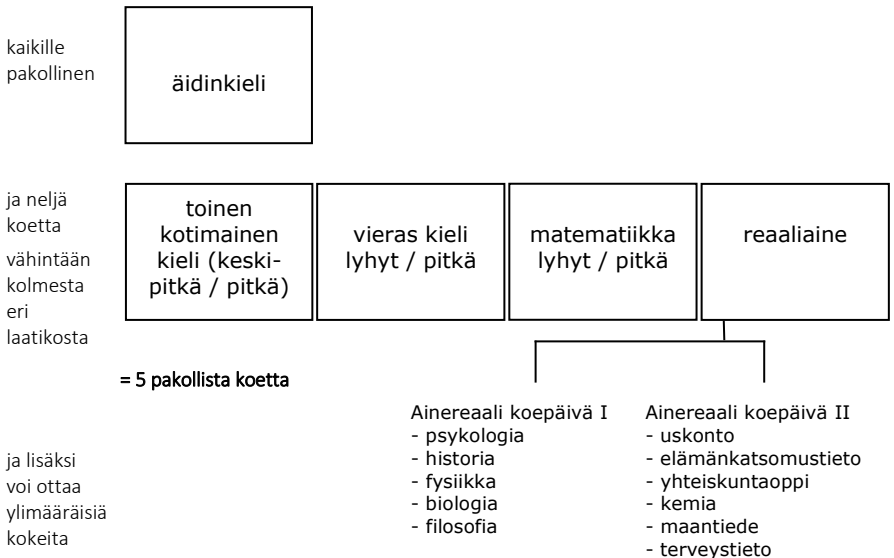 kaikille
pakollinen
äidinkieli
ja neljä
koetta
vähintään
kolmesta
eri
laatikosta
toinen
kotimainen
kieli (keski-
pitkä / pitkä)
vieras kieli
lyhyt / pitkä
matematiikka
lyhyt / pitkä
reaaliaine
= 5 pakollista koetta
Ainereaali koepäivä I
- psykologia
- historia
- fysiikka
- biologia
- filosofia
Ainereaali koepäivä II
- uskonto
- elämänkatsomustieto
- yhteiskuntaoppi
- kemia
- maantiede
- terveystieto
ja lisäksi
voi ottaa
ylimääräisiä
kokeita